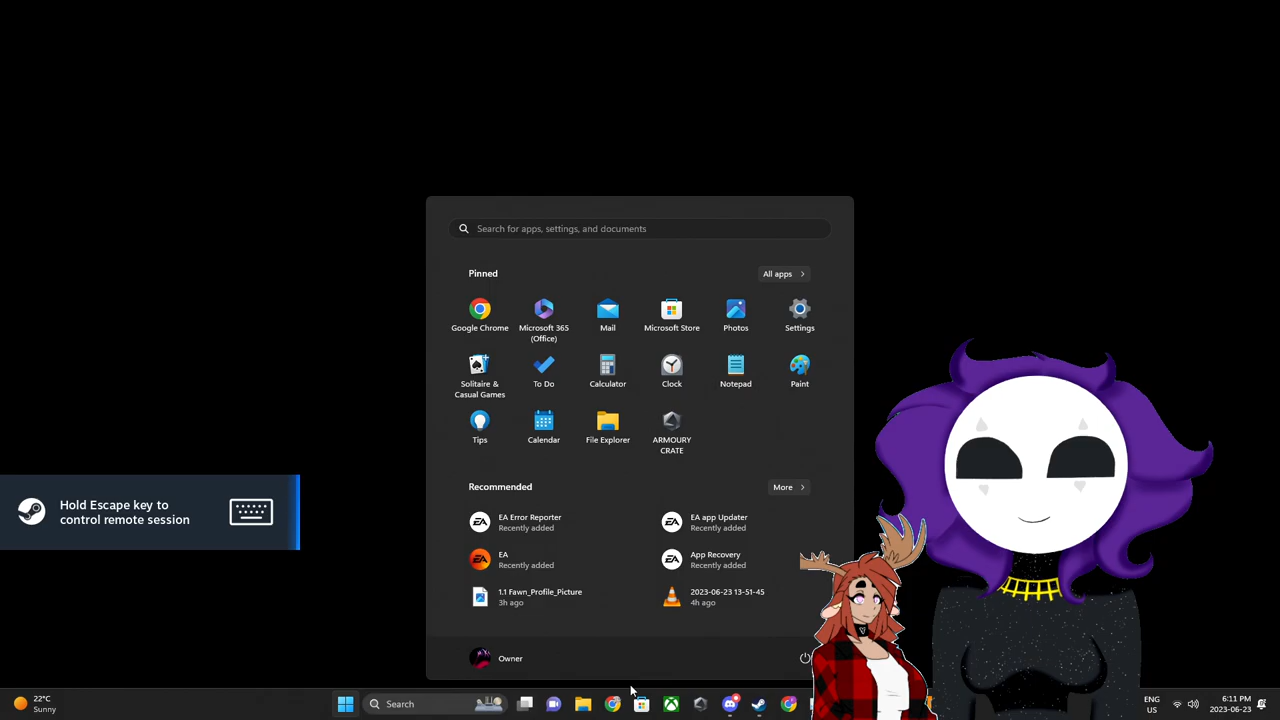 Search for apps, settings, and documents
Pinned
All apps
Google Chrome
Microsoft 365
(Office)
Mail
Microsoft Store
Photos
Settings
Solitaire &
Casual Games
To Do
Calculator
Clock
Notepad
Paint
Tips
Calendar
File Explorer
ARMOURY
CRATE
Recommended
More
EA Error Reporter
Recently added
EA app Updater
Recently added
EA
Recently added
App Recovery
Recently added
1.1 Fawn_Profile_Picture
3h ago
2023-06-23 13-51-45
4h ago
Owner
Hold Escape key to
control remote session
22°C
Sunny
Search
ENG
US
6:11 PM
2023-06-23